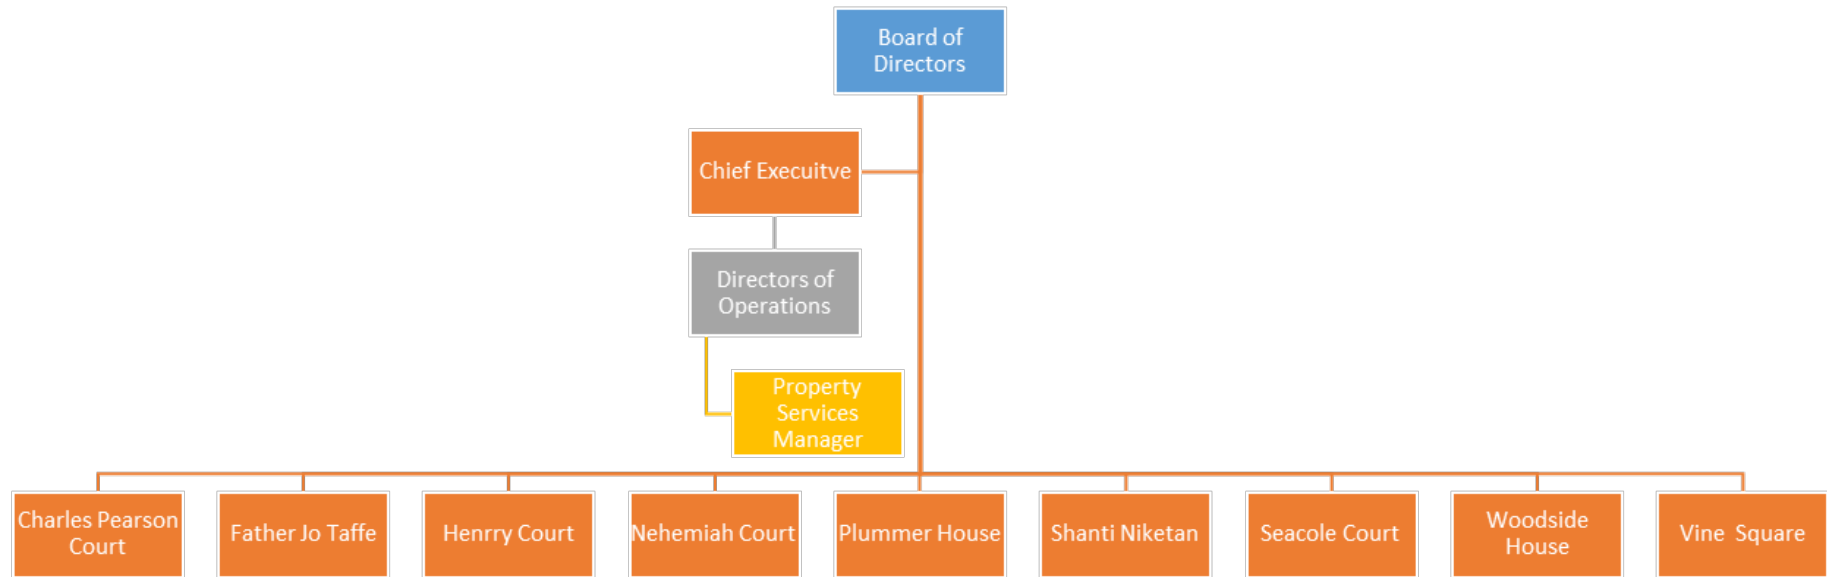 Board of
Directors
Chief Execuitve
Directors of
Operations
Property
Services
Manager
Charles Pearson
Court
Father Jo Taffe
Henrry Court
Nehemiah Court
Plummer House
Shanti Niketan
Seacole Court
Woodside
House
Vine  Square